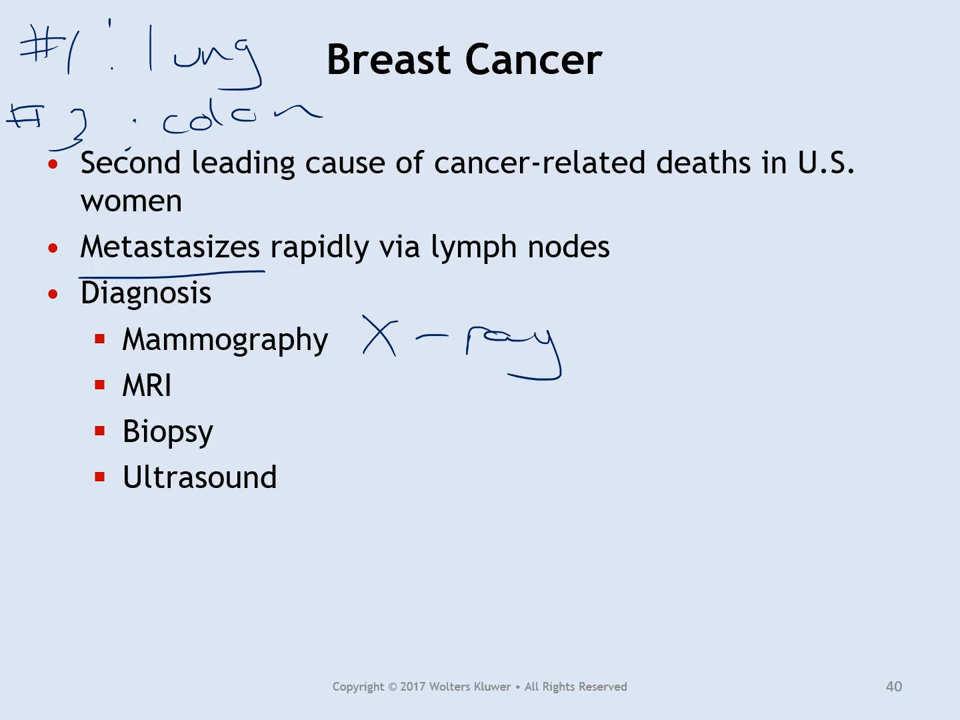 #1 : lung
Breast Cancer
#3 : colon
• Second leading cause of cancer-related deaths in U.S.
women
• Metastasizes rapidly via lymph nodes
• Diagnosis
▪ Mammography X-ray
▪ MRI
▪ Biopsy
▪ Ultrasound
Copyright © 2017 Wolters Kluwer • All Rights Reserved
40